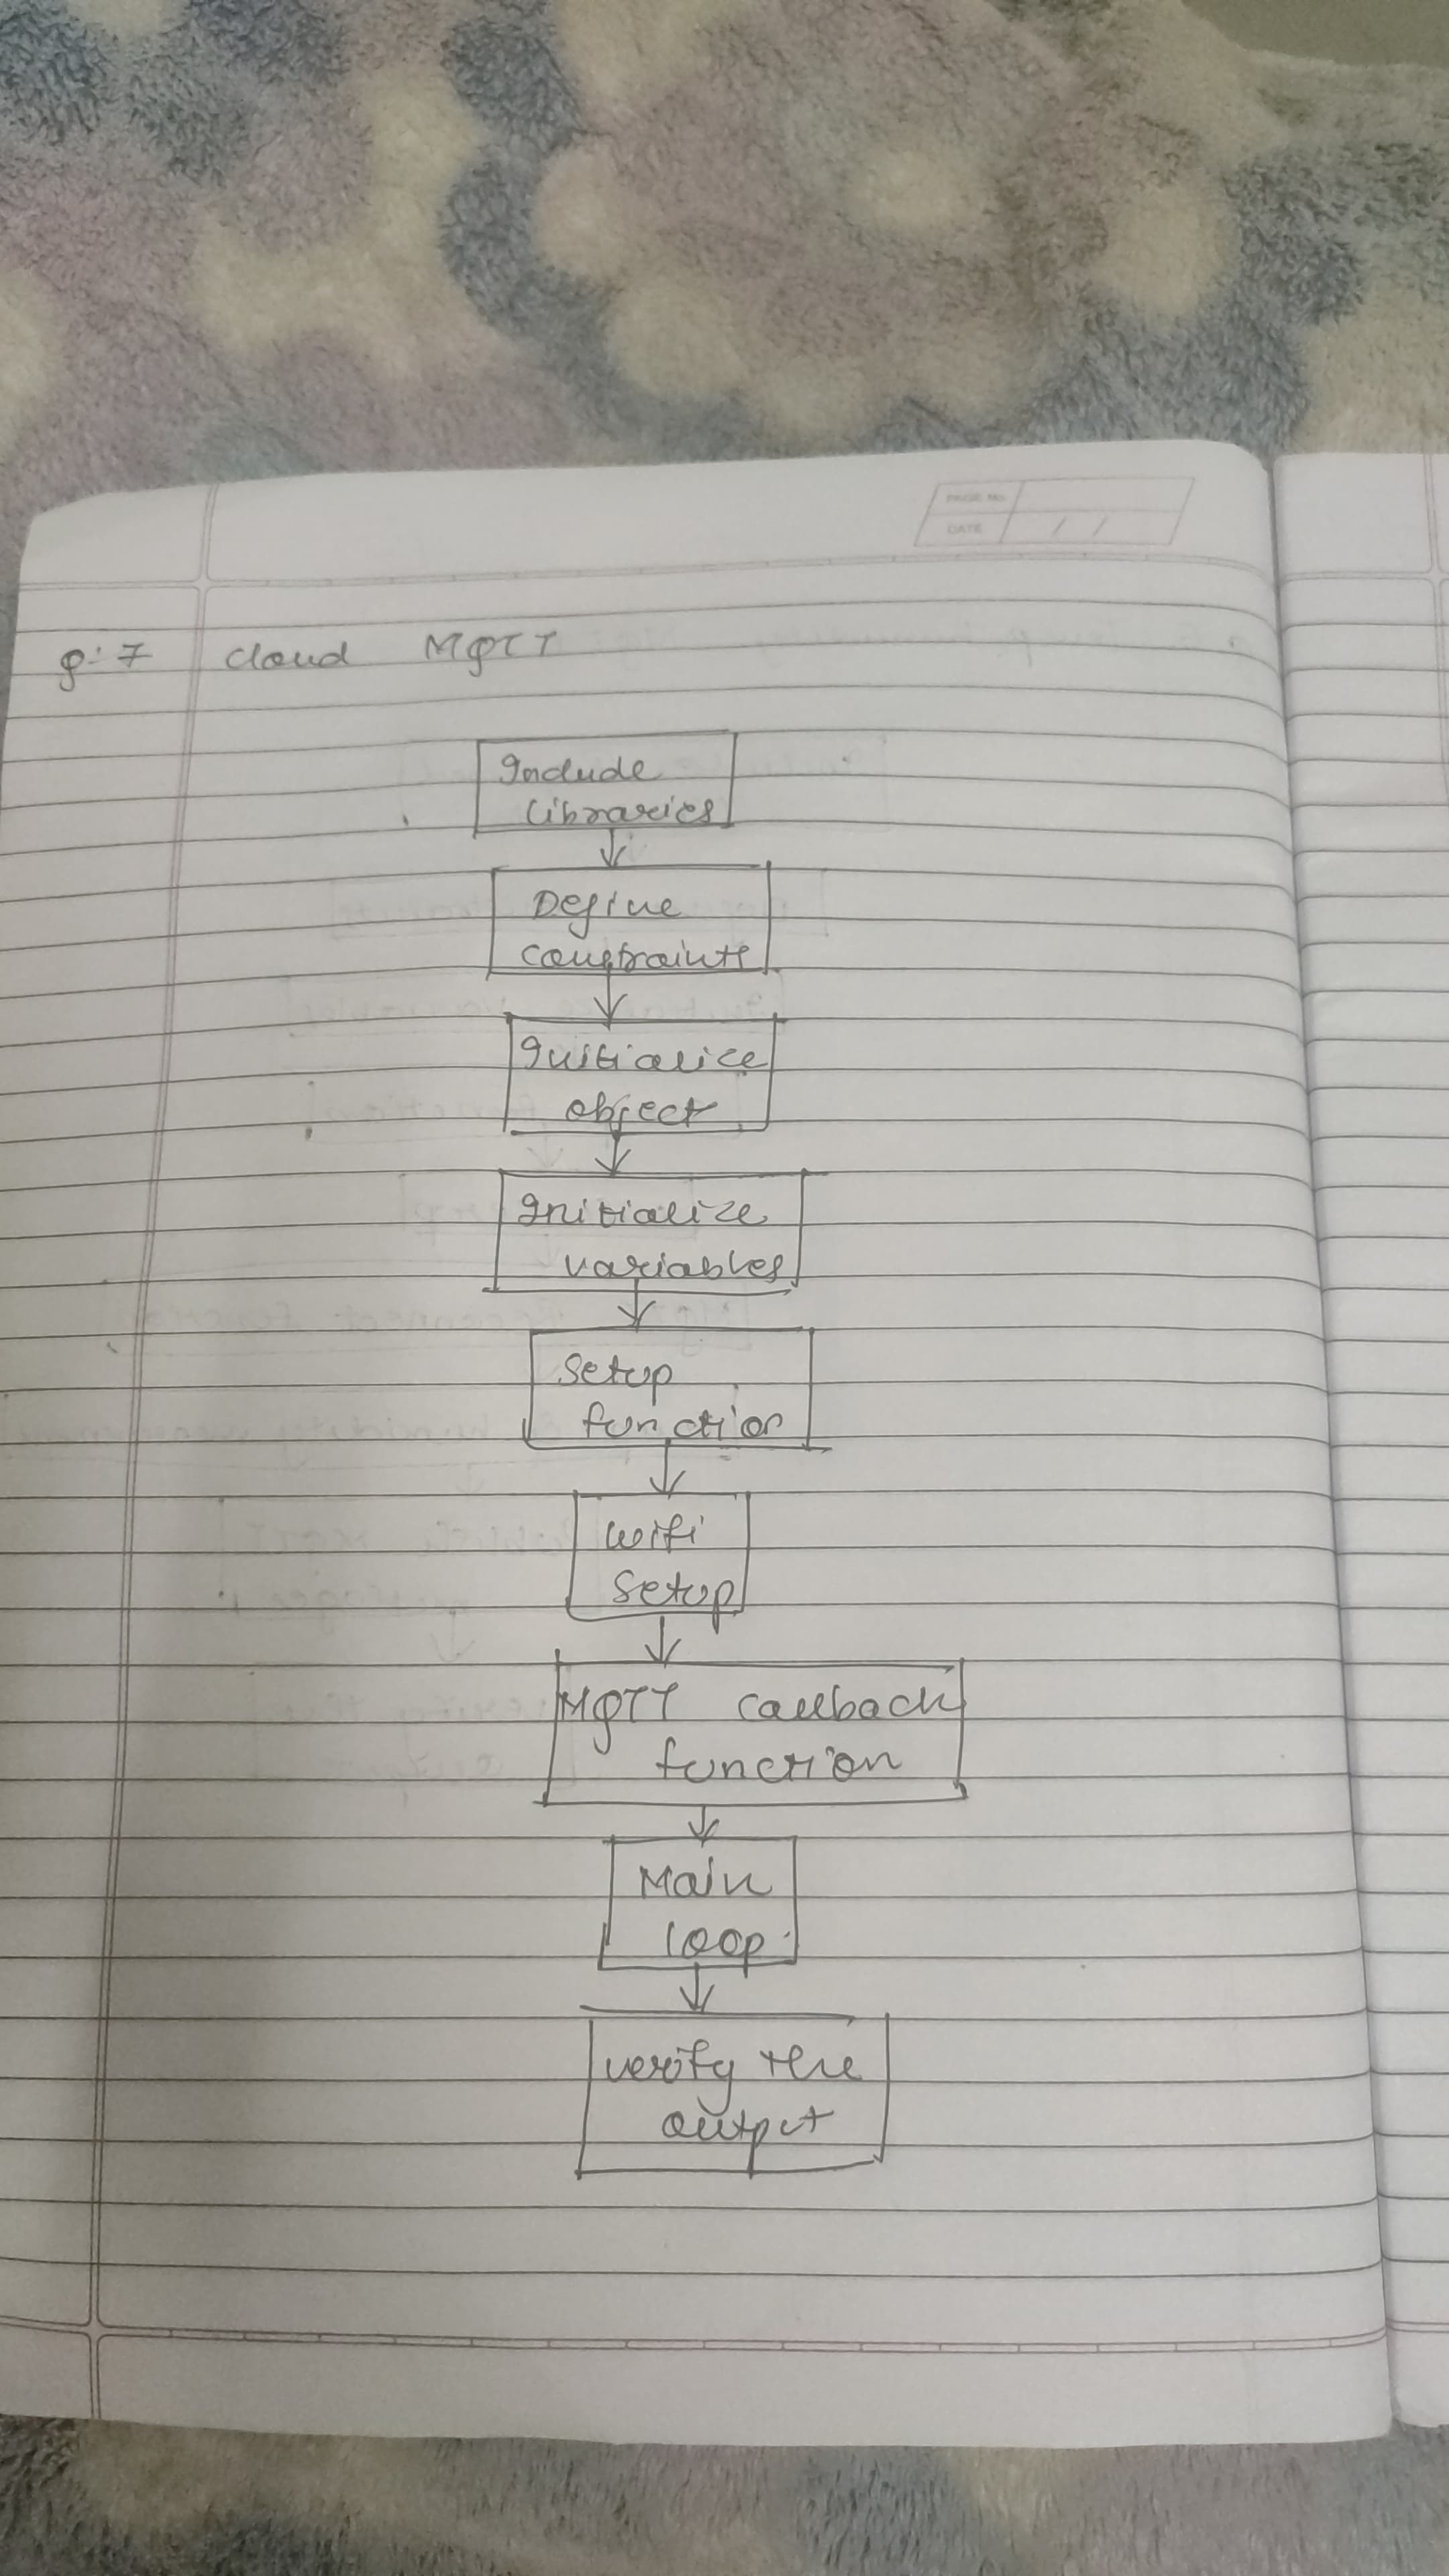 PAGE No.
DATE / /
g:7 cloud MQTT
Include
libraries
Define
constraints
Initialize
object
Initialize
variables
setup
function
wifi
setup
MQTT callback
function
Main
loop
verify the
output